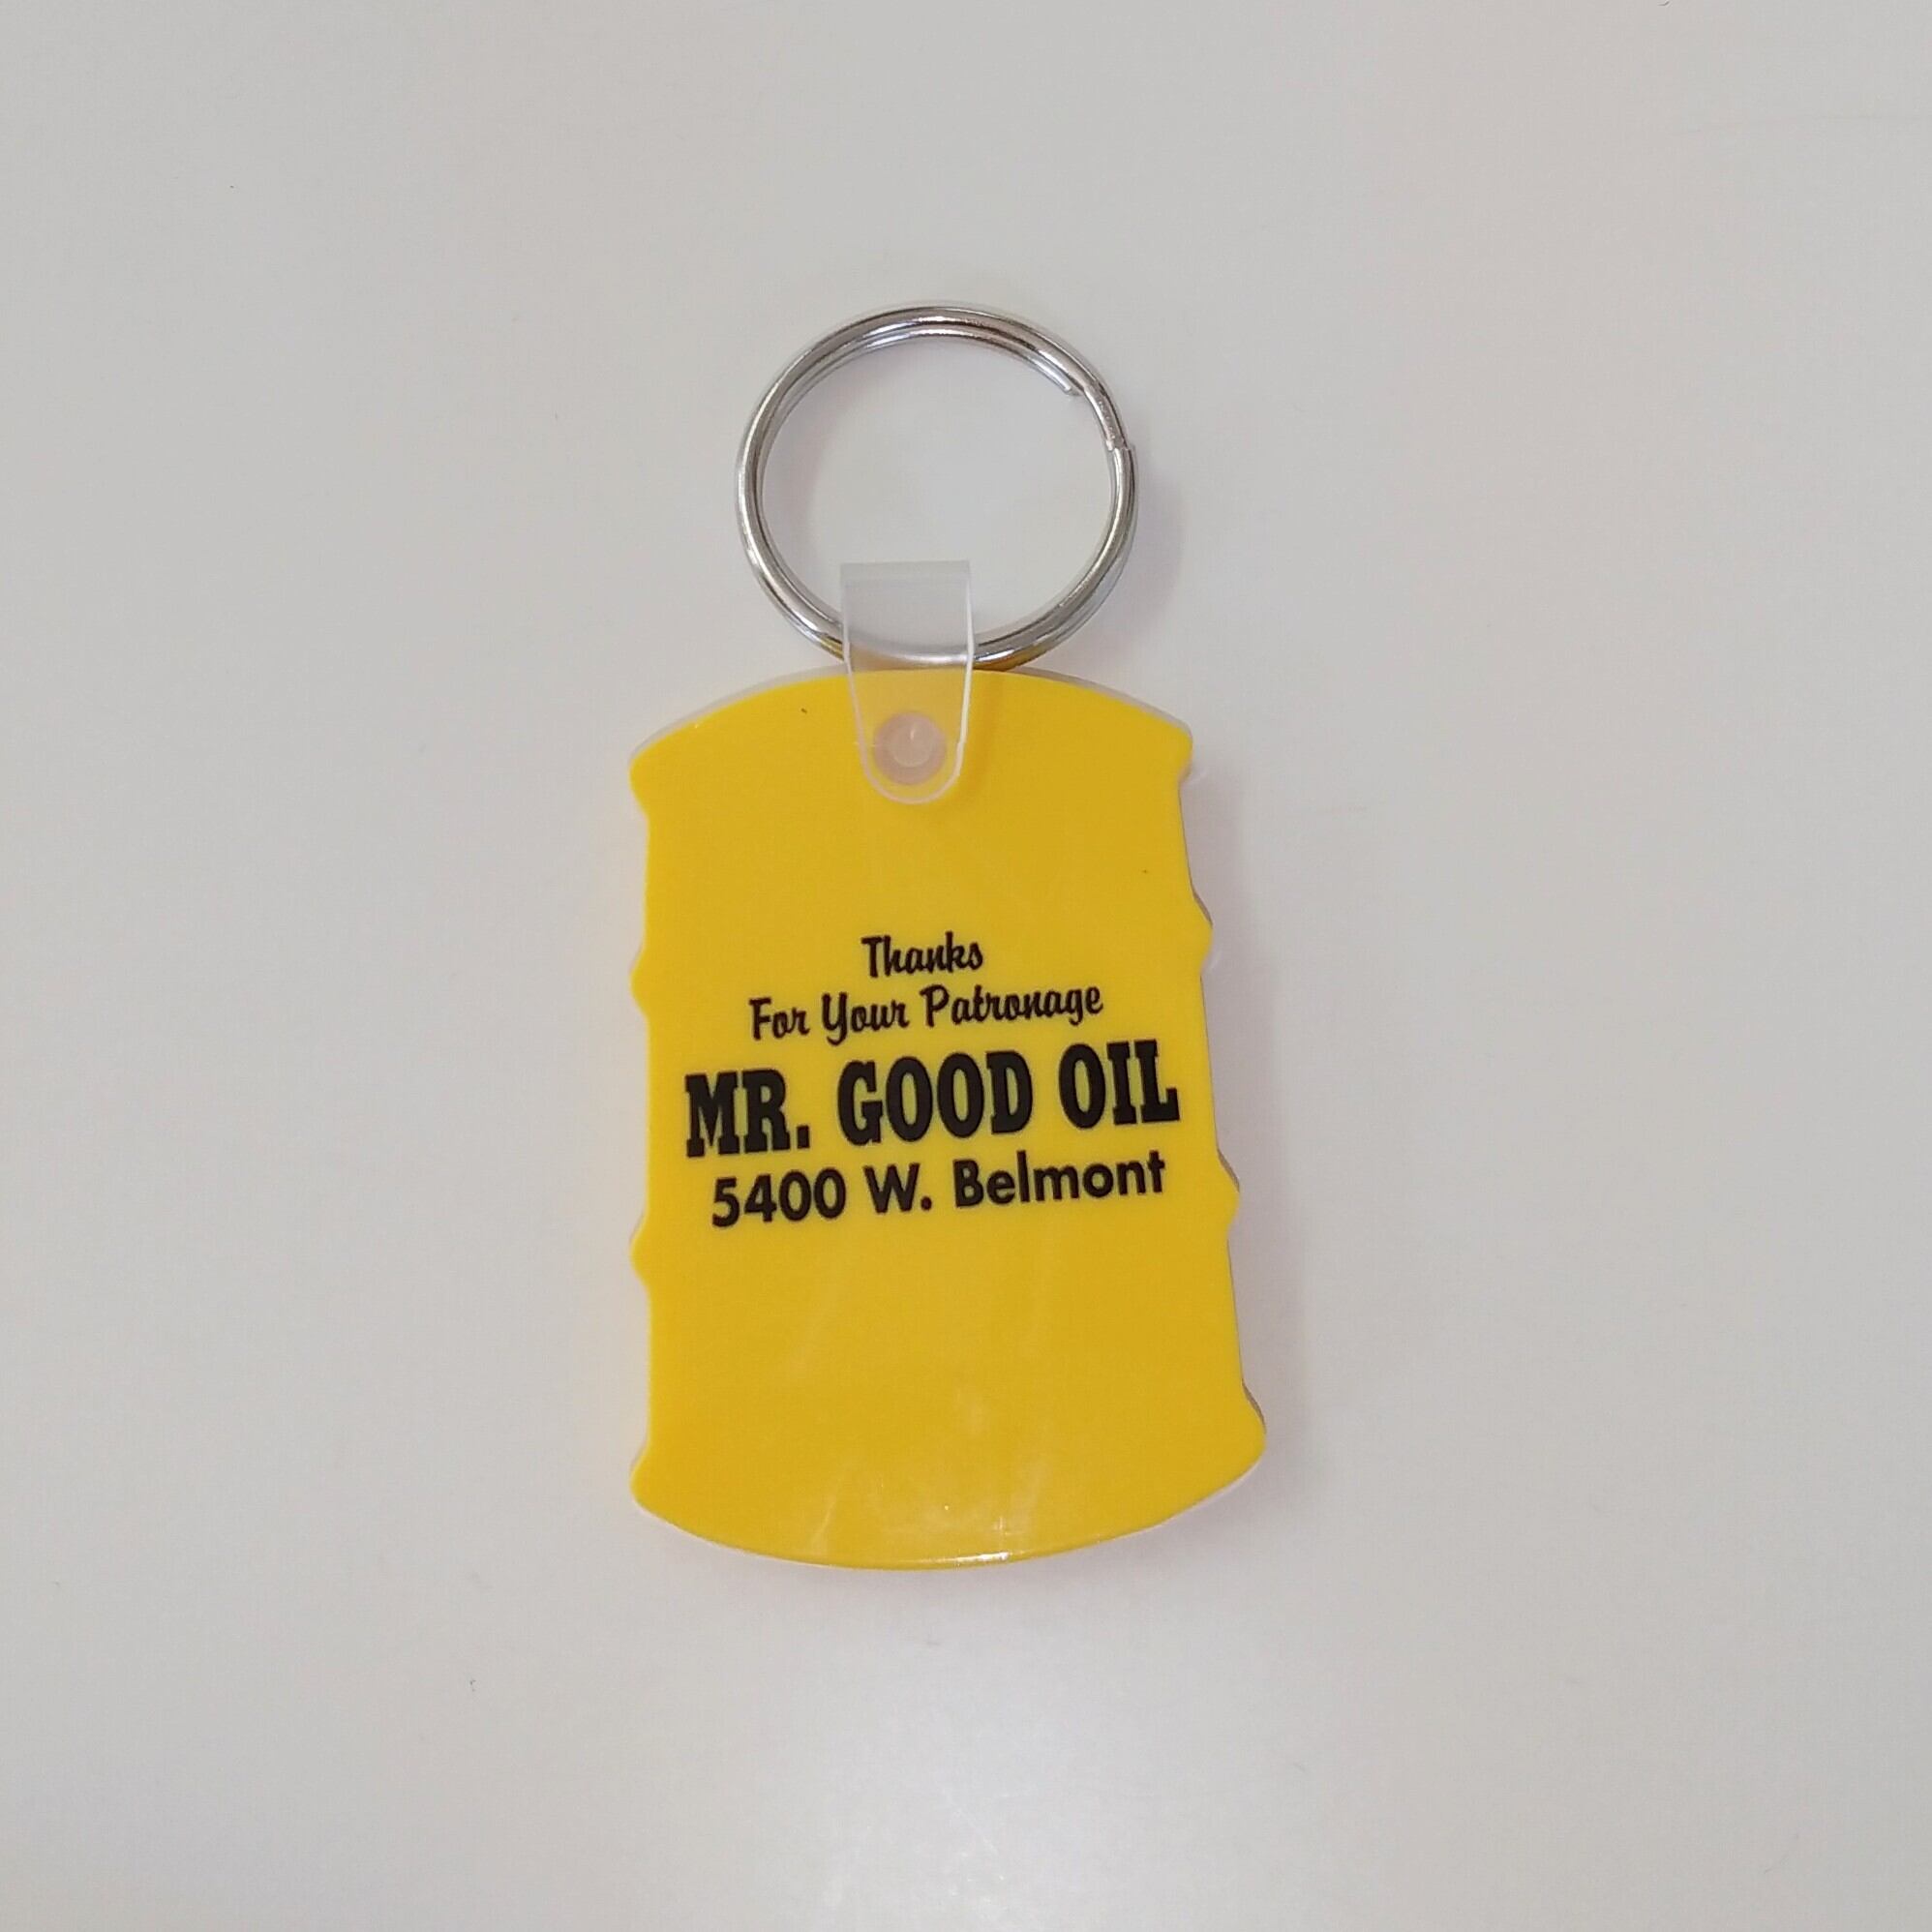 Thanks
For Your Patronage
MR. GOOD OIL
5400 W. Belmont